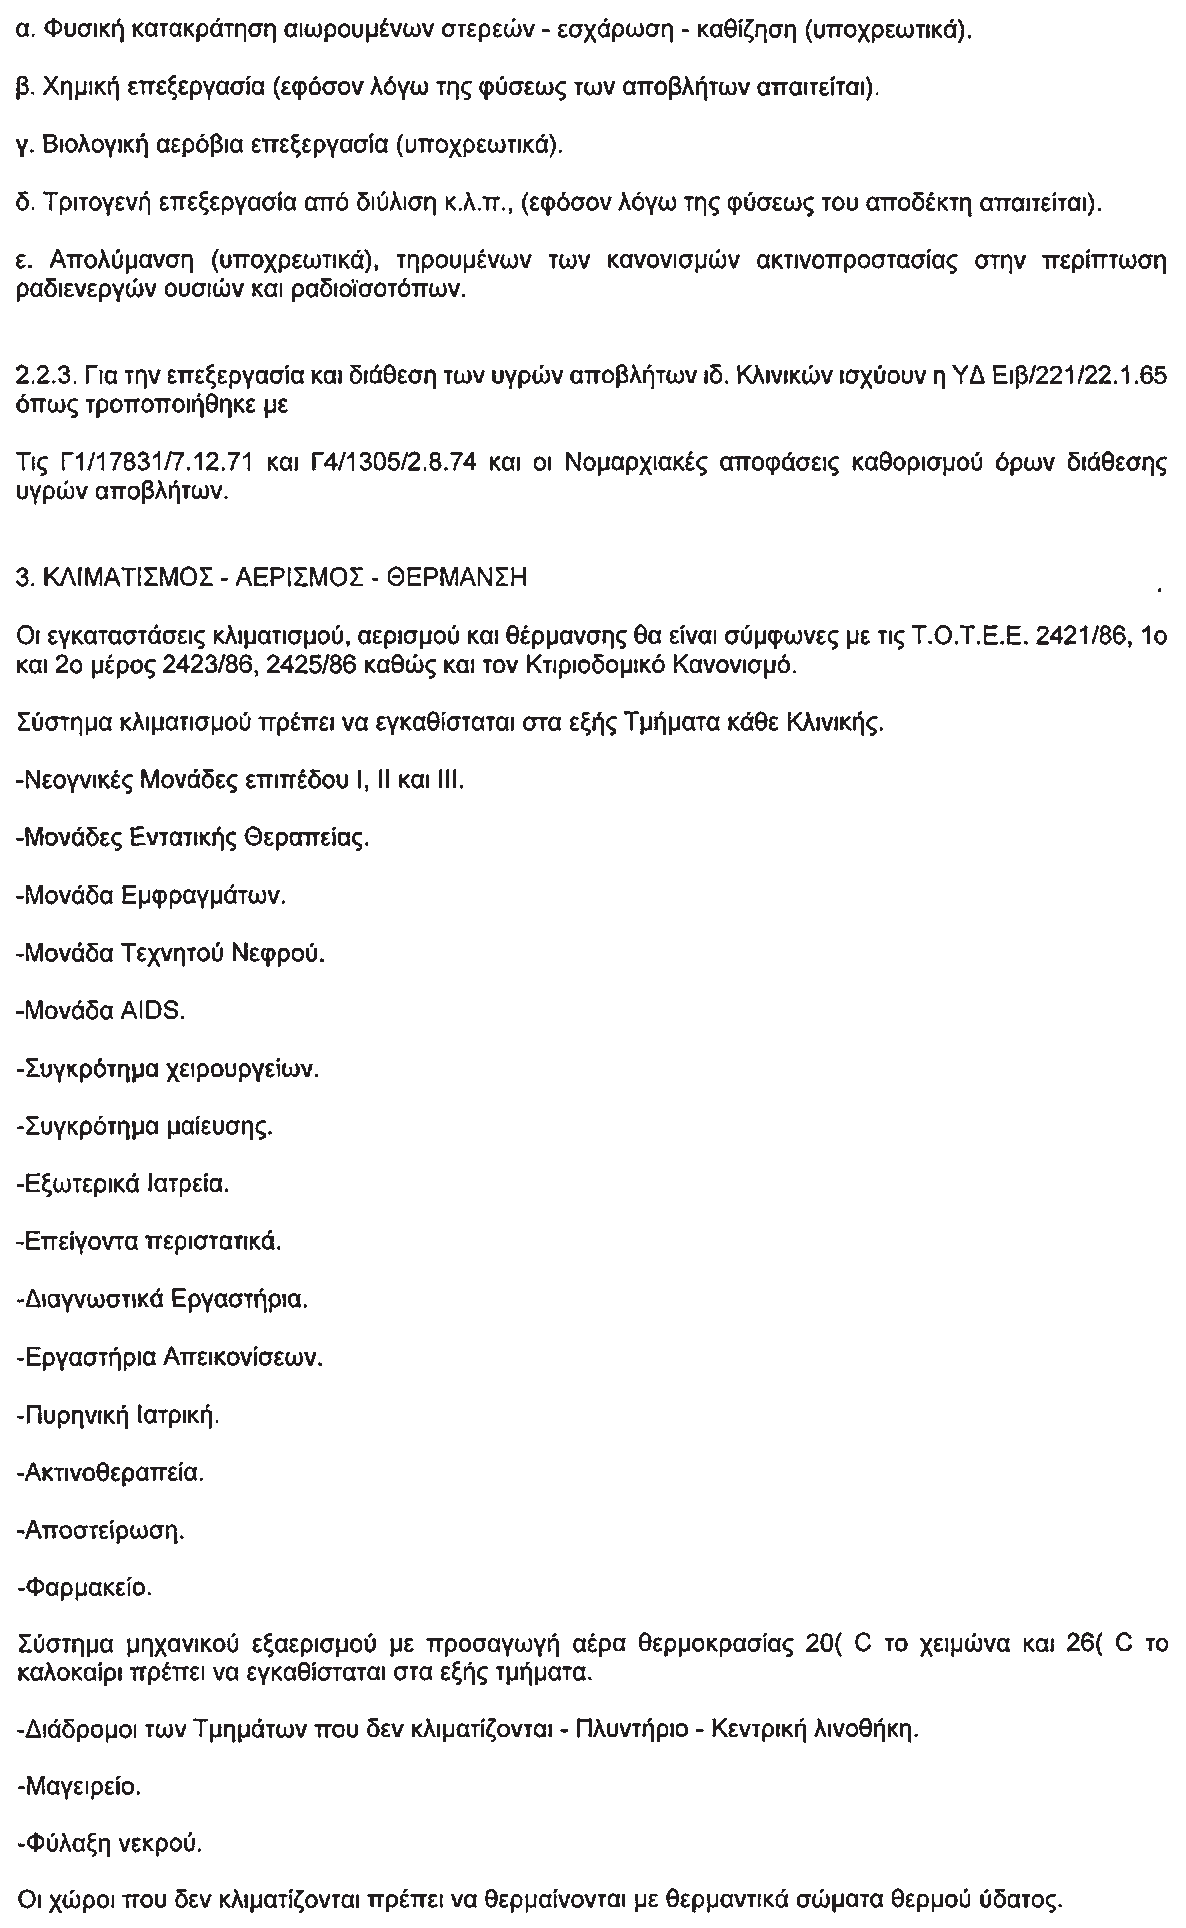 α. Φυσική κατακράτηση αιωρουμένων στερεών - εσχάρωση - καθίζηση (υποχρεωτικά).
β. Χημική επεξεργασία (εφόσον λόγω της φύσεως των αποβλήτων απαιτείται).
γ. Βιολογική αερόβια επεξεργασία (υποχρεωτικά).
δ. Τριτογενή επεξεργασία από διύλιση κ.λ.π., (εφόσον λόγω της φύσεως του αποδέκτη απαιτείται).
ε. Απολύμανση (υποχρεωτικά), τηρουμένων των κανονισμών ακτινοπροστασίας στην περίπτωση
ραδιενεργών ουσιών και ραδιοϊσοτόπων.
2.2.3. Για την επεξεργασία και διάθεση των υγρών αποβλήτων ιδ. Κλινικών ισχύουν η ΥΔ Ειβ/221/22.1.65
όπως τροποποιήθηκε με
Τις Γ1/17831/7.12.71 και Γ4/1305/2.8.74 και οι Νομαρχιακές αποφάσεις καθορισμού όρων διάθεσης
υγρών αποβλήτων.
3. ΚΛΙΜΑΤΙΣΜΟΣ - ΑΕΡΙΣΜΟΣ - ΘΕΡΜΑΝΣΗ
Οι εγκαταστάσεις κλιματισμού, αερισμού και θέρμανσης θα είναι σύμφωνες με τις Τ.Ο.Τ.Ε.Ε. 2421/86, 1ο
και 2ο μέρος 2423/86, 2425/86 καθώς και τον Κτιριοδομικό Κανονισμό.
Σύστημα κλιματισμού πρέπει να εγκαθίσταται στα εξής Τμήματα κάθε Κλινικής.
-Νεογνικές Μονάδες επιπέδου Ι, ΙΙ και ΙΙΙ.
-Μονάδες Εντατικής Θεραπείας.
-Μονάδα Εμφραγμάτων.
-Μονάδα Τεχνητού Νεφρού.
-Μονάδα AIDS.
-Συγκρότημα χειρουργείων.
-Συγκρότημα μαίευσης.
-Εξωτερικά Ιατρεία.
-Επείγοντα περιστατικά.
-Διαγνωστικά Εργαστήρια.
-Εργαστήρια Απεικονίσεων.
-Πυρηνική Ιατρική.
-Ακτινοθεραπεία.
-Αποστείρωση.
-Φαρμακείο.
Σύστημα μηχανικού εξαερισμού με προσαγωγή αέρα θερμοκρασίας 20( C το χειμώνα και 26( C το
καλοκαίρι πρέπει να εγκαθίσταται στα εξής τμήματα.
-Διάδρομοι των Τμημάτων που δεν κλιματίζονται - Πλυντήριο - Κεντρική λινοθήκη.
-Μαγειρείο.
-Φύλαξη νεκρού.
Οι χώροι που δεν κλιματίζονται πρέπει να θερμαίνονται με θερμαντικά σώματα θερμού ύδατος.